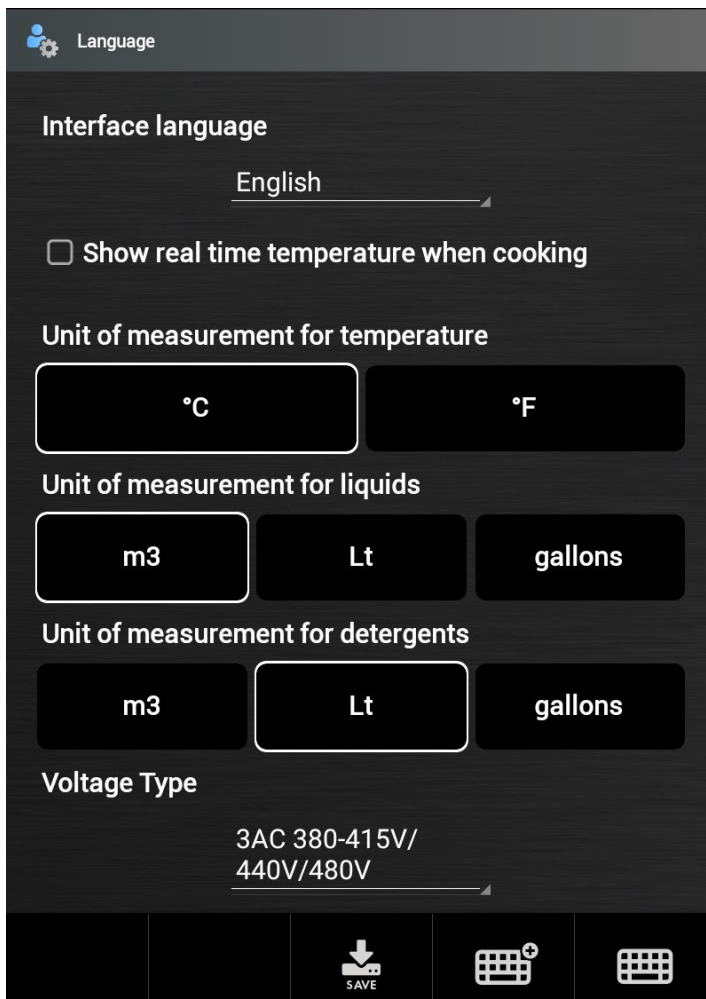 Language
Interface language
English
Show real time temperature when cooking
Unit of measurement for temperature
°C °F
Unit of measurement for liquids
m3 Lt gallons
Unit of measurement for detergents
m3 Lt gallons
Voltage Type
3AC 380-415V/
440V/480V
SAVE